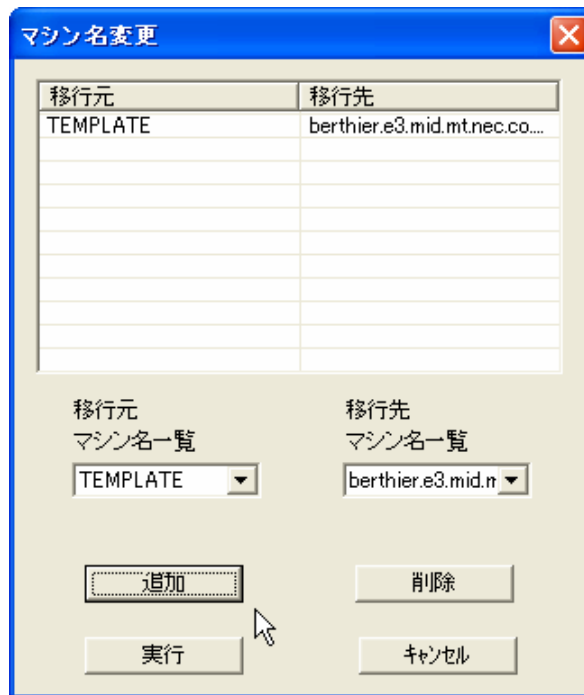 マシン名変更
移行元 移行先
TEMPLATE berthier.e3.mid.mt.nec.co....
移行元 移行先
マシン名一覧 マシン名一覧
TEMPLATE berthier.e3.mid.m
追加 削除
実行 キャンセル